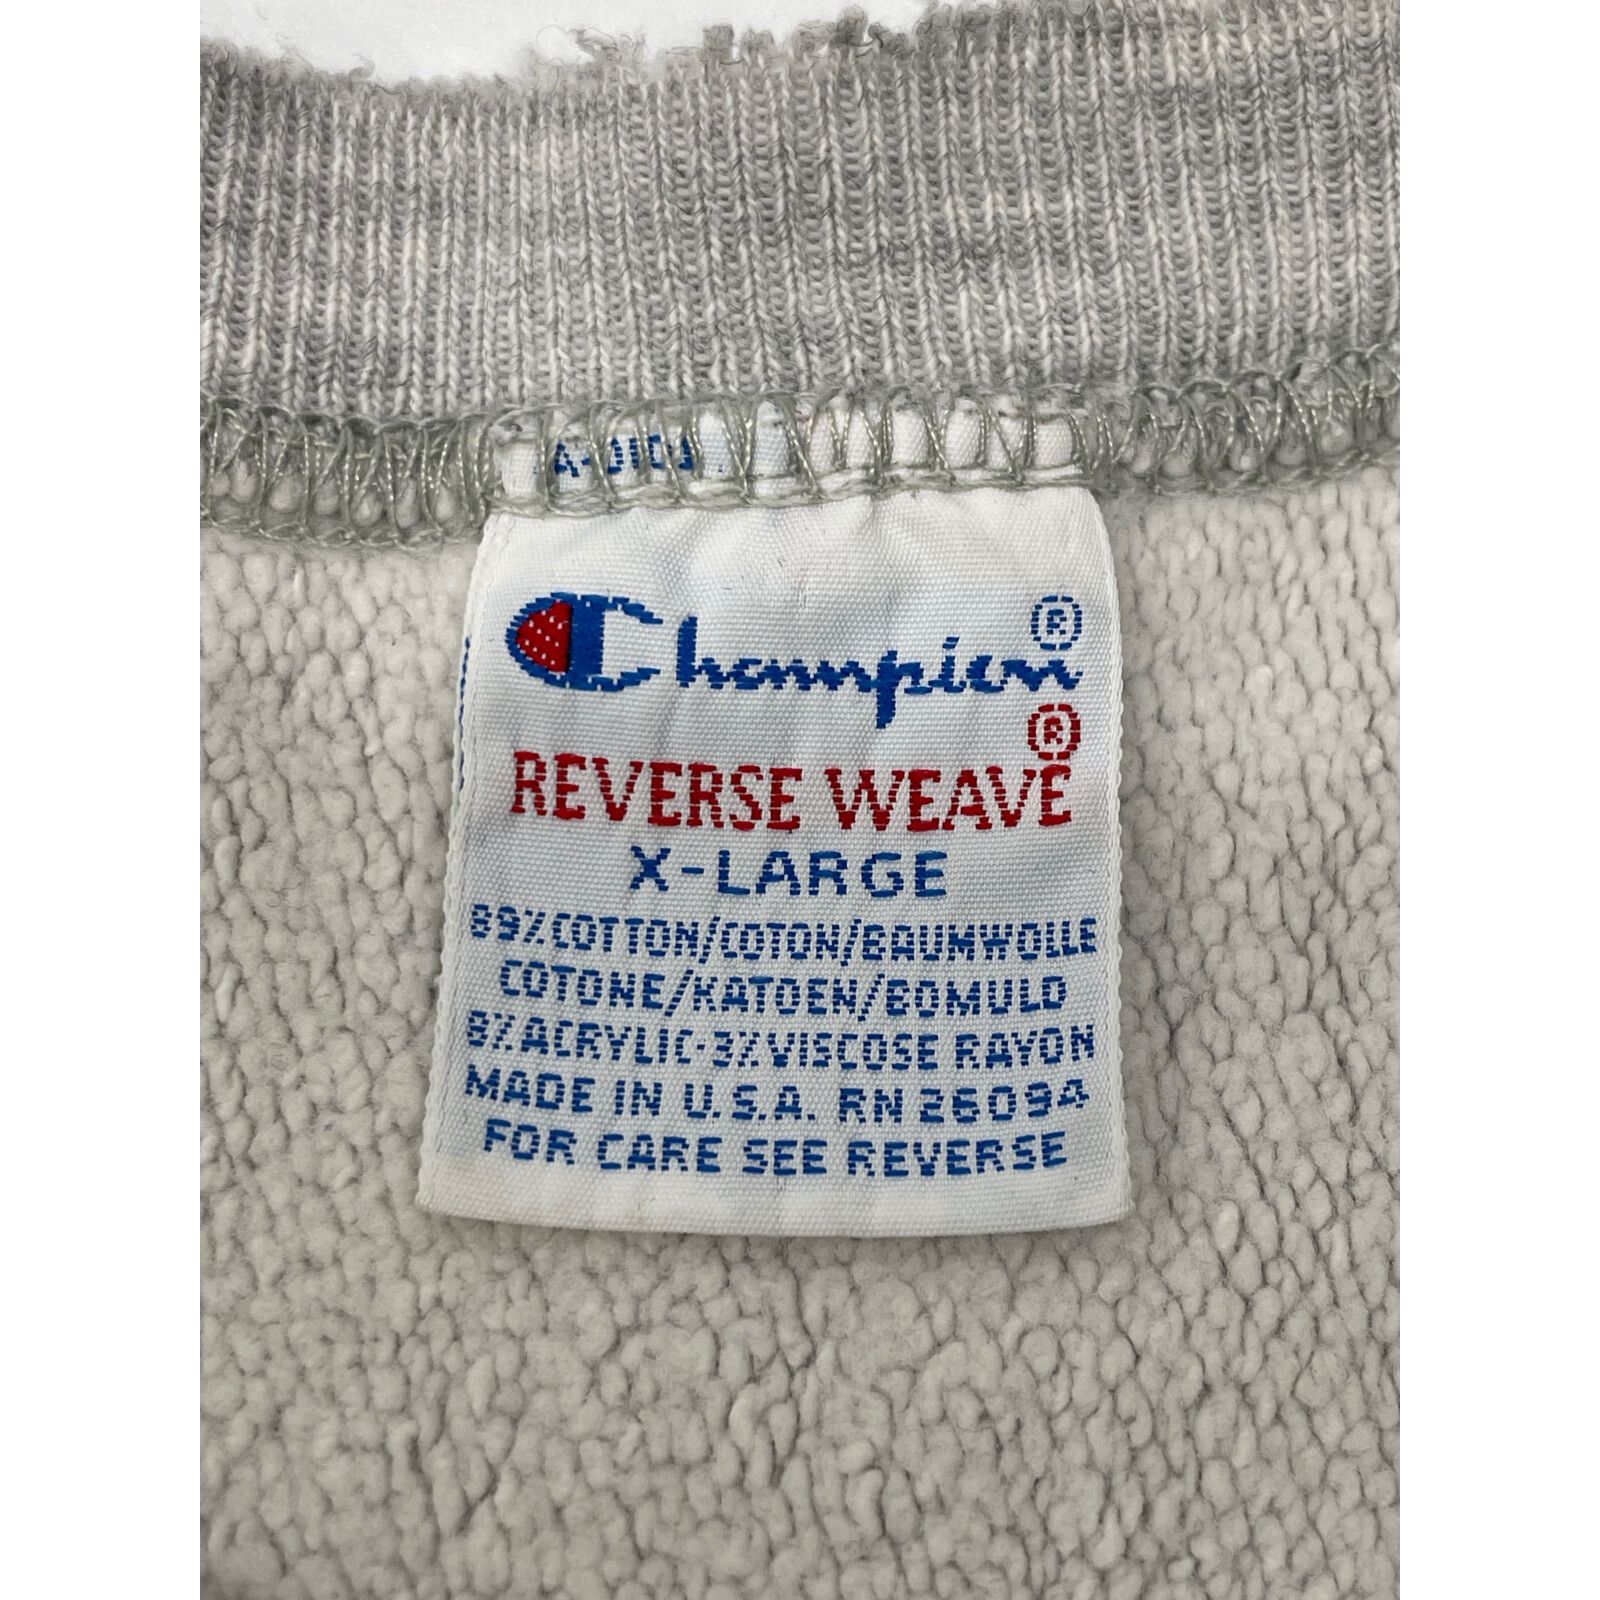 Champion®
REVERSE WEAVE®
X-LARGE
89% COTTON/COTON/BAUMWOLLE
COTONE/KATOEN/BOMULD
8% ACRYLIC·3% VISCOSE RAYON
MADE IN U.S.A. RN 26094
FOR CARE SEE REVERSE